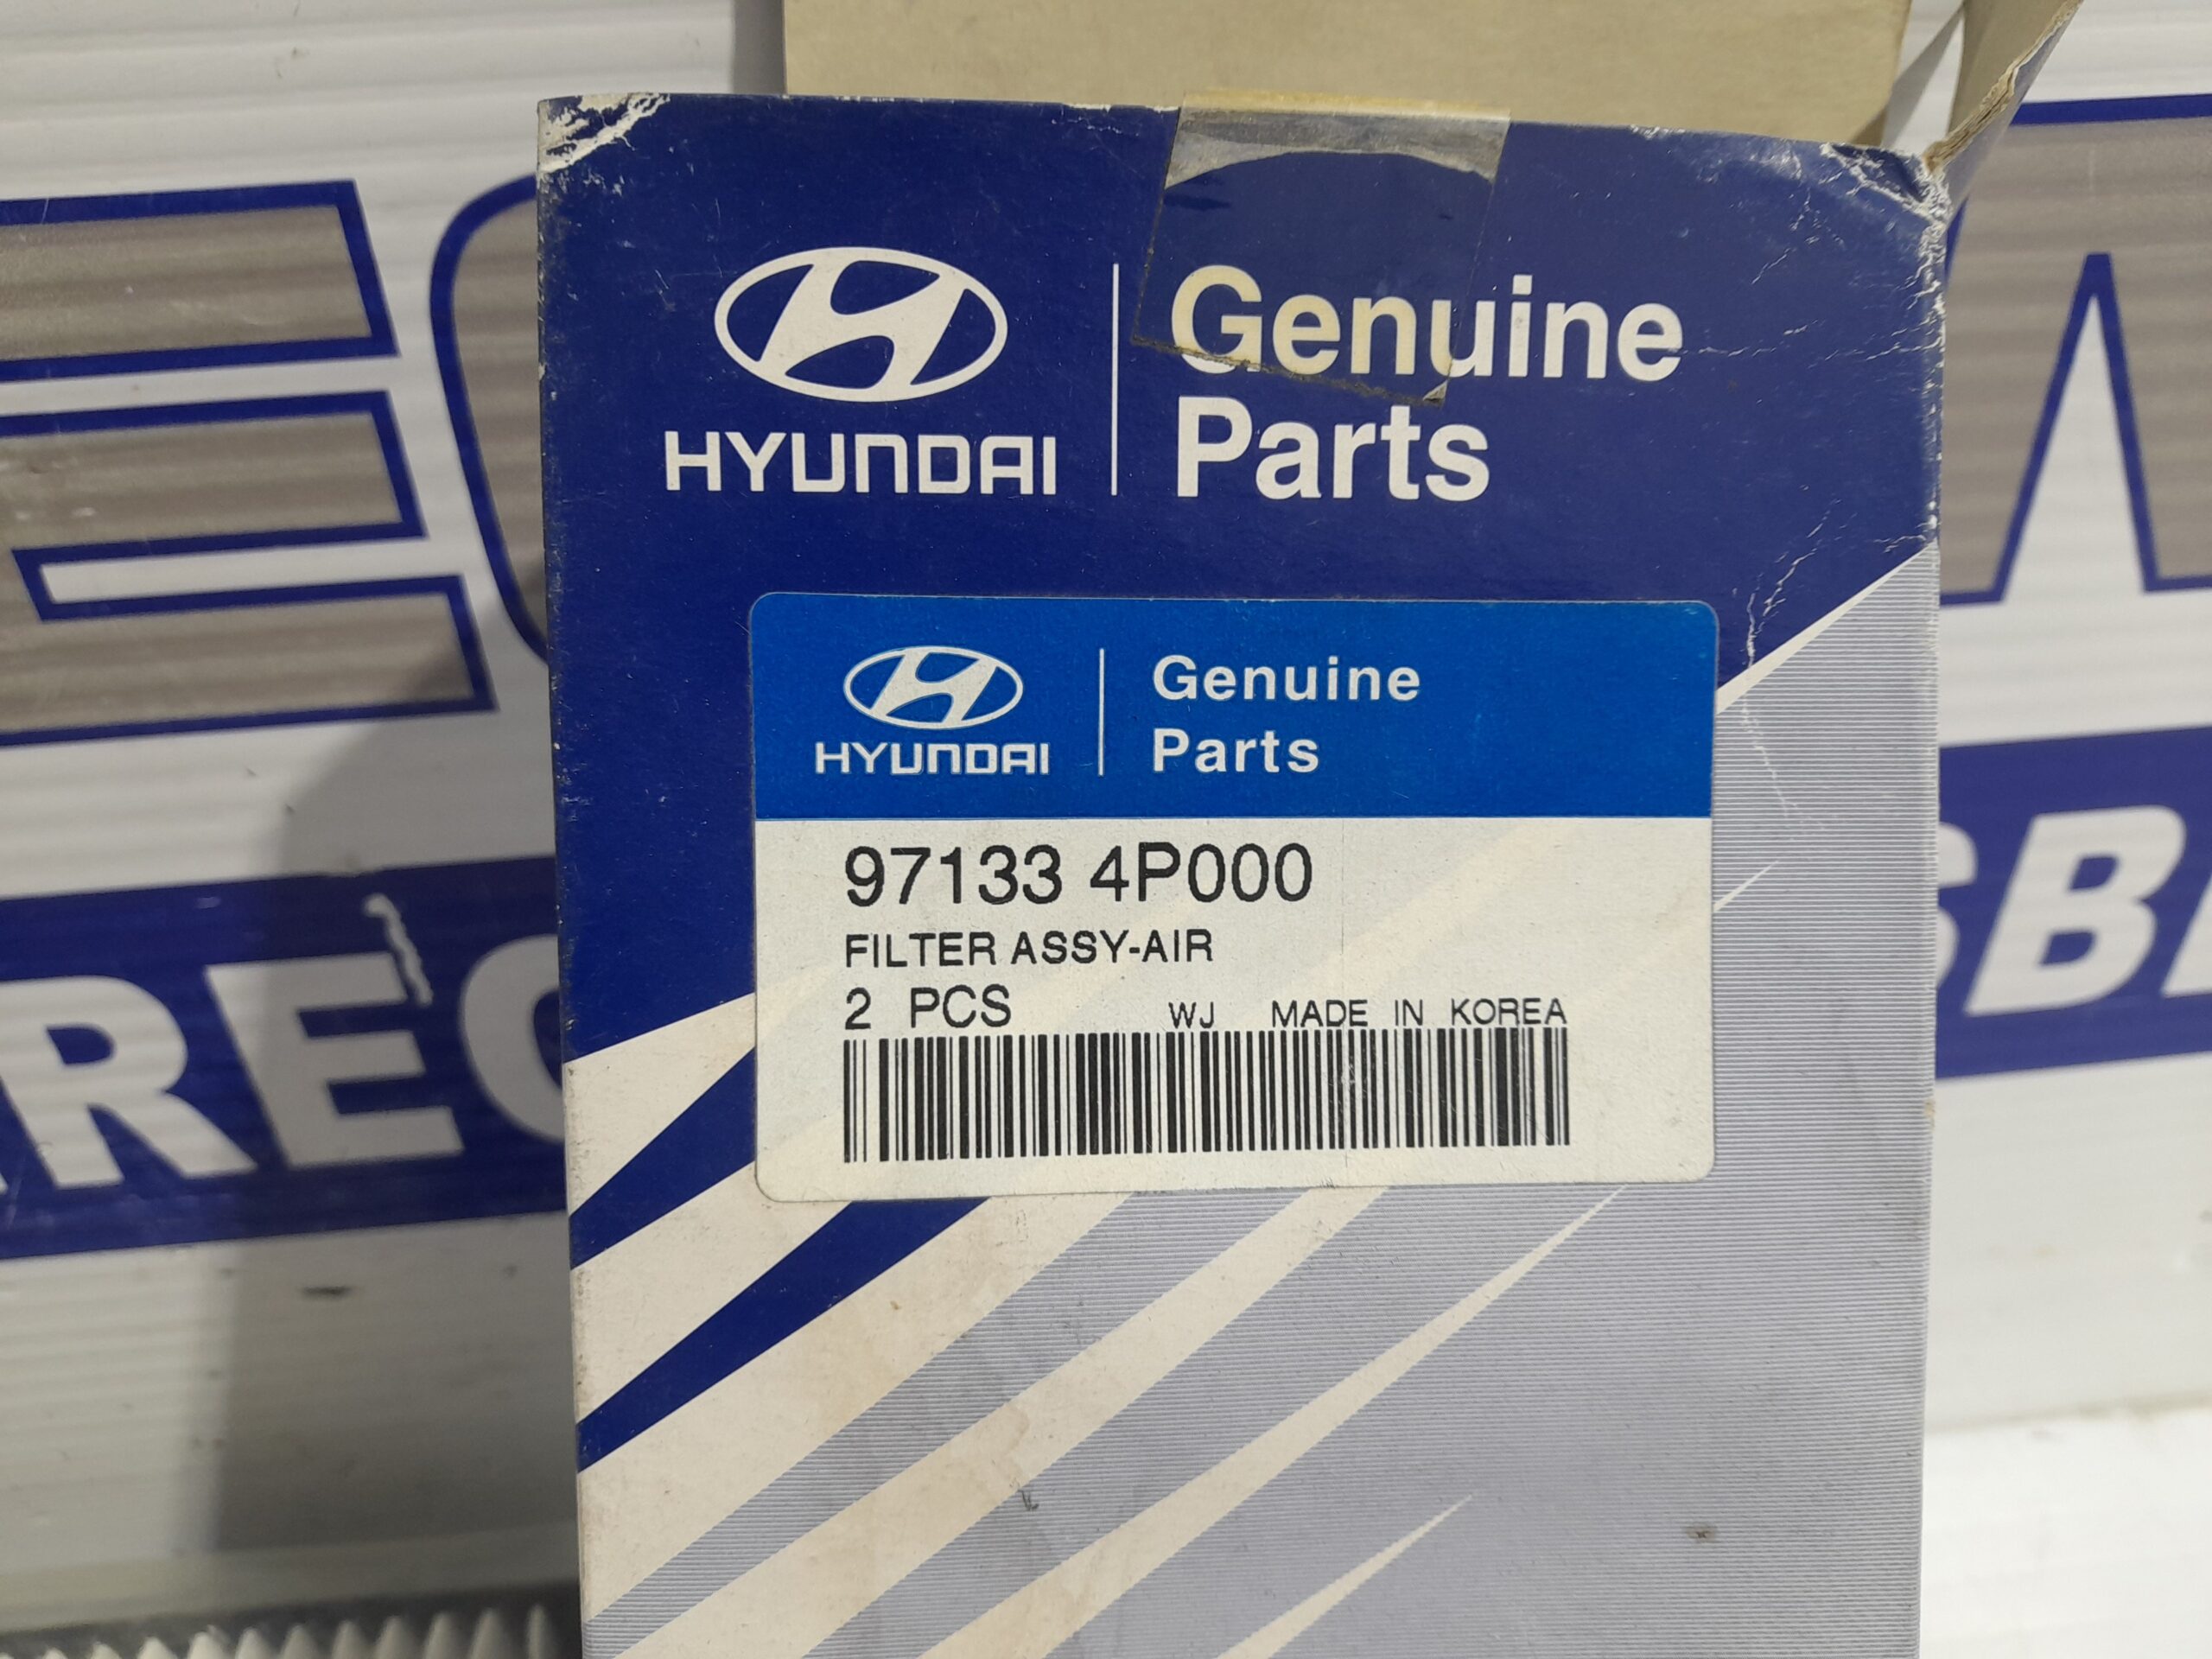 HYUNDAI
Genuine
Parts
HYUNDAI
Genuine
Parts
97133 4P000
FILTER ASSY-AIR
2 PCS WJ MADE IN KOREA